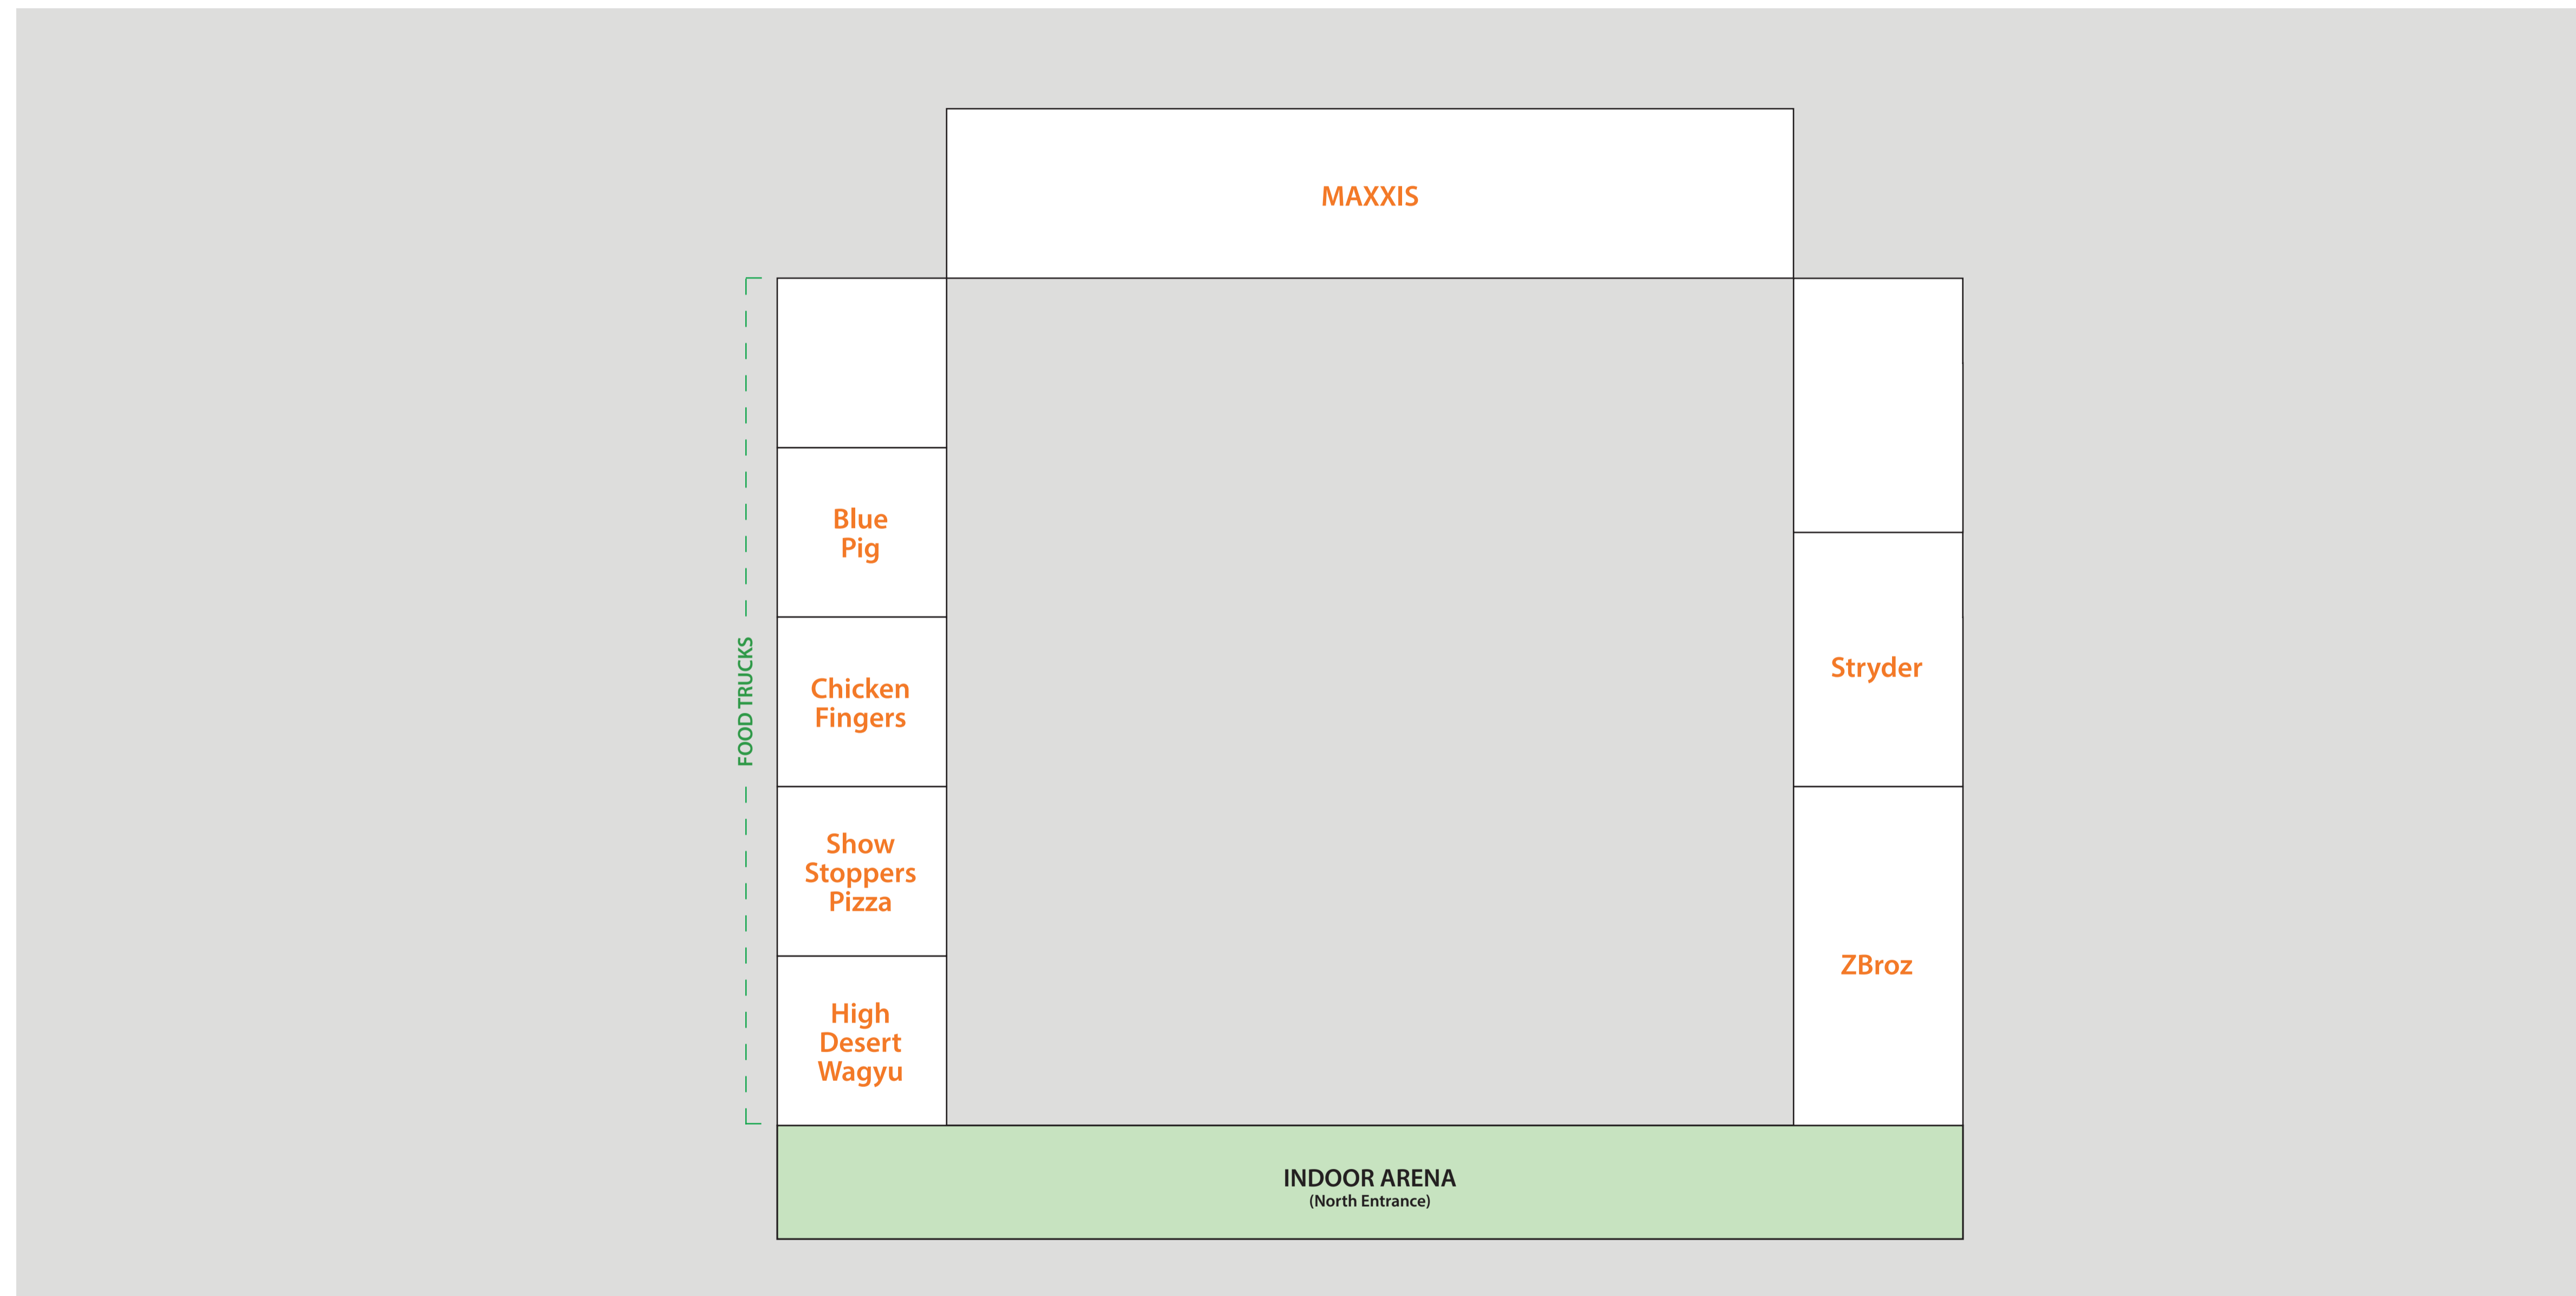 MAXXIS
FOOD TRUCKS
Blue
Pig
Chicken
Fingers
Show
Stoppers
Pizza
High
Desert
Wagyu
Stryder
ZBroz
INDOOR ARENA
(North Entrance)